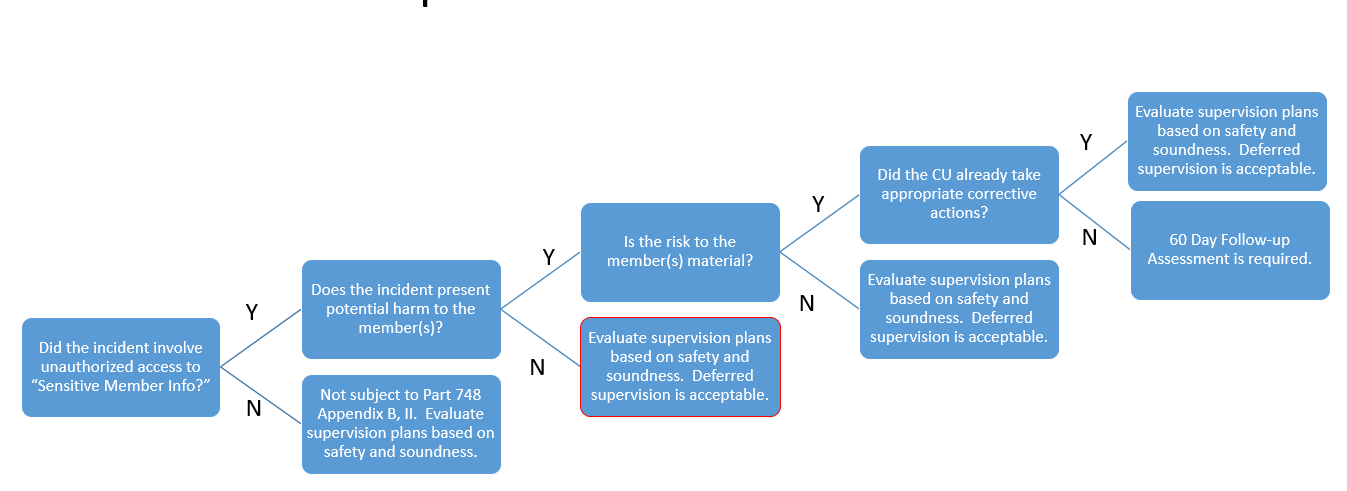 Did the incident involve
unauthorized access to
“Sensitive Member Info?”
Y
N
Does the incident present
potential harm to the
member(s)?
Not subject to Part 748
Appendix B, II.  Evaluate
supervision plans based on
safety and soundness.
Y
N
Is the risk to the
member(s) material?
Evaluate supervision plans
based on safety and
soundness.  Deferred
supervision is acceptable.
Y
N
Did the CU already take
appropriate corrective
actions?
Evaluate supervision plans
based on safety and
soundness.  Deferred
supervision is acceptable.
Y
N
Evaluate supervision plans
based on safety and
soundness.  Deferred
supervision is acceptable.
60 Day Follow-up
Assessment is required.